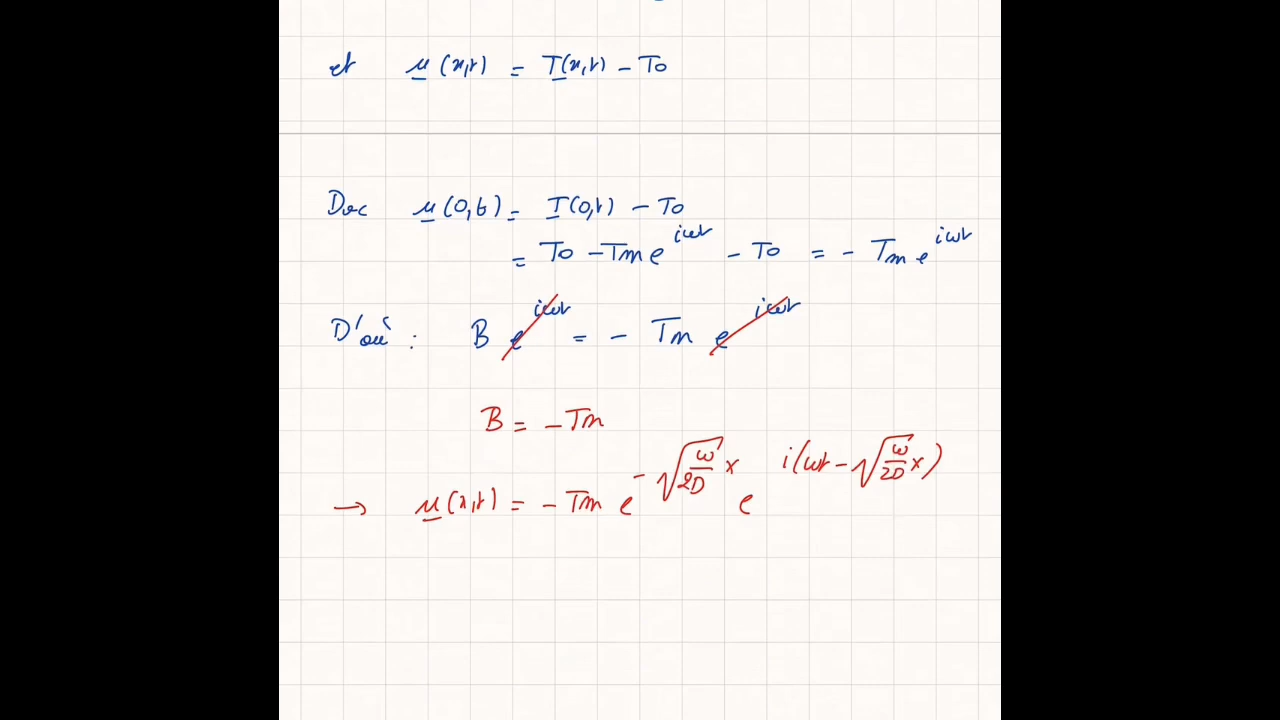 et u(x,t) = T(x,t) - To
Doc u(0,t) = T(0,t) - To
= To - Tm e^{iωt} - To = - Tm e^{iωt}
D'où : B e^{iωt} = - Tm e^{iωt}
B = -Tm
→ u(x,t) = - Tm e^{-√(ω/2D) x} e^{i(ωt - √(ω/2D) x)}